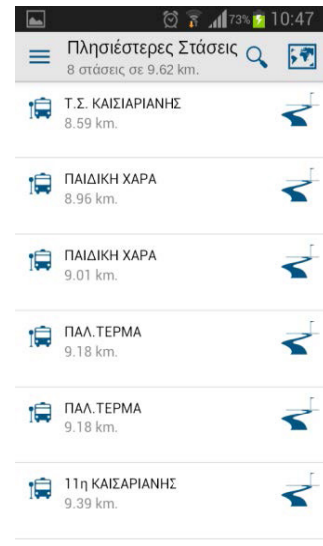 73% 10:47
Πλησιέστερες Στάσεις
8 στάσεις σε 9.62 km.
Τ.Σ. ΚΑΙΣΙΑΡΙΑΝΗΣ
8.59 km.
ΠΑΙΔΙΚΗ ΧΑΡΑ
8.96 km.
ΠΑΙΔΙΚΗ ΧΑΡΑ
9.01 km.
ΠΑΛ.ΤΕΡΜΑ
9.18 km.
ΠΑΛ.ΤΕΡΜΑ
9.18 km.
11η ΚΑΙΣΑΡΙΑΝΗΣ
9.39 km.